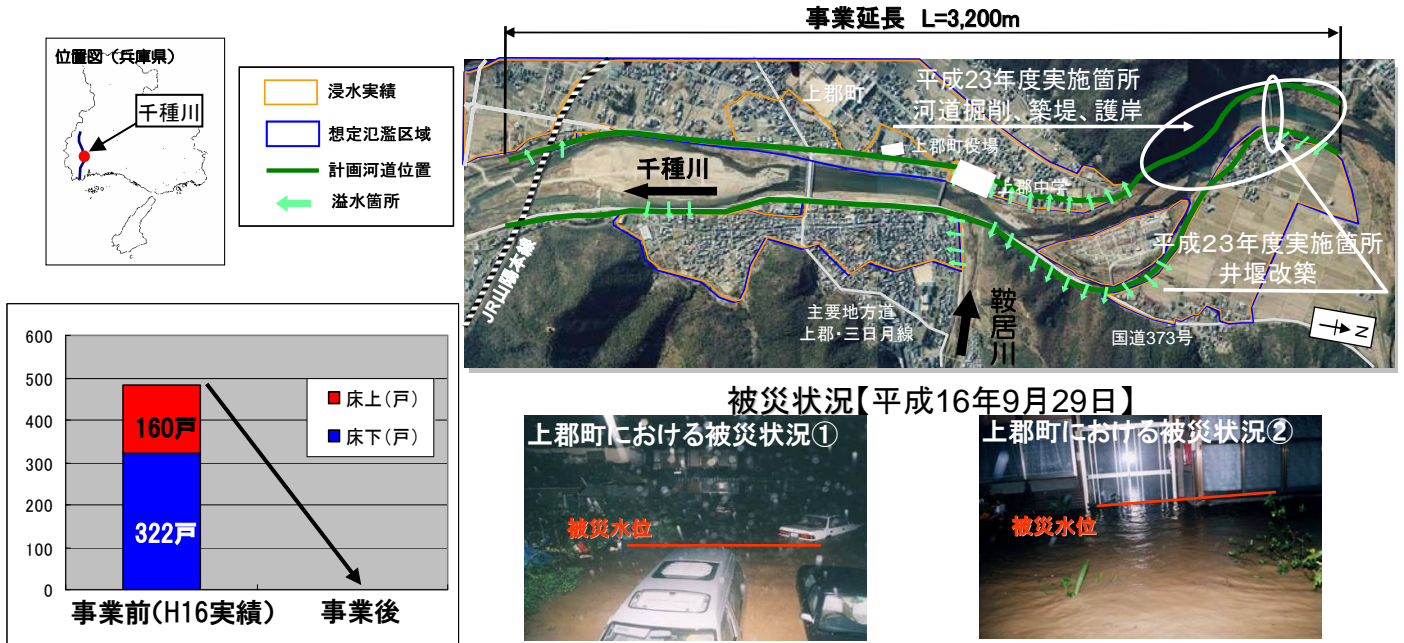 事業延長 L=3,200m
位置図（兵庫県）
千種川
浸水実績
想定氾濫区域
計画河道位置
溢水箇所
上郡町
平成23年度実施箇所
河道掘削、築堤、護岸
上郡町役場
千種川
上郡中学
平成23年度実施箇所
井堰改築
JR山陽本線
主要地方道
上郡・三日月線
鞍居川
国道373号
N
600
500
400
300
200
100
0
床上（戸）
床下（戸）
160戸
322戸
事業前（H16実績）
事業後
被災状況【平成16年9月29日】
上郡町における被災状況①
被災水位
上郡町における被災状況②
被災水位